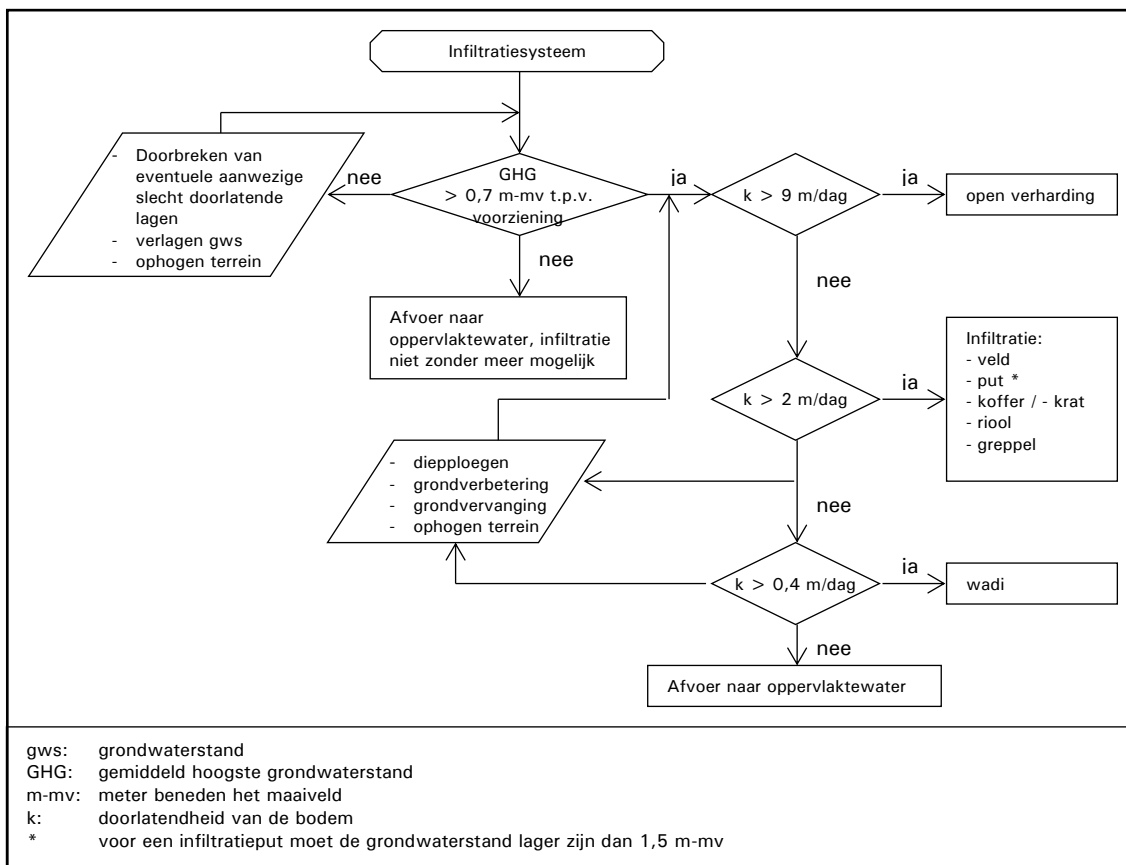 Infiltratiesysteem
- Doorbreken van
eventuele aanwezige
slecht doorlatende
lagen
- verlagen gws
- ophogen terrein
nee
GHG
> 0,7 m-mv t.p.v.
voorziening
ja
k > 9 m/dag
ja
open verharding
nee
nee
Afvoer naar
oppervlaktewater, infiltratie
niet zonder meer mogelijk
Infiltratie:
- veld
- put *
- koffer / - krat
- riool
- greppel
k > 2 m/dag
ja
- diepploegen
- grondverbetering
- grondvervanging
- ophogen terrein
nee
k > 0,4 m/dag
ja
wadi
nee
Afvoer naar oppervlaktewater
gws: grondwaterstand
GHG: gemiddeld hoogste grondwaterstand
m-mv: meter beneden het maaiveld
k: doorlatendheid van de bodem
* voor een infiltratieput moet de grondwaterstand lager zijn dan 1,5 m-mv